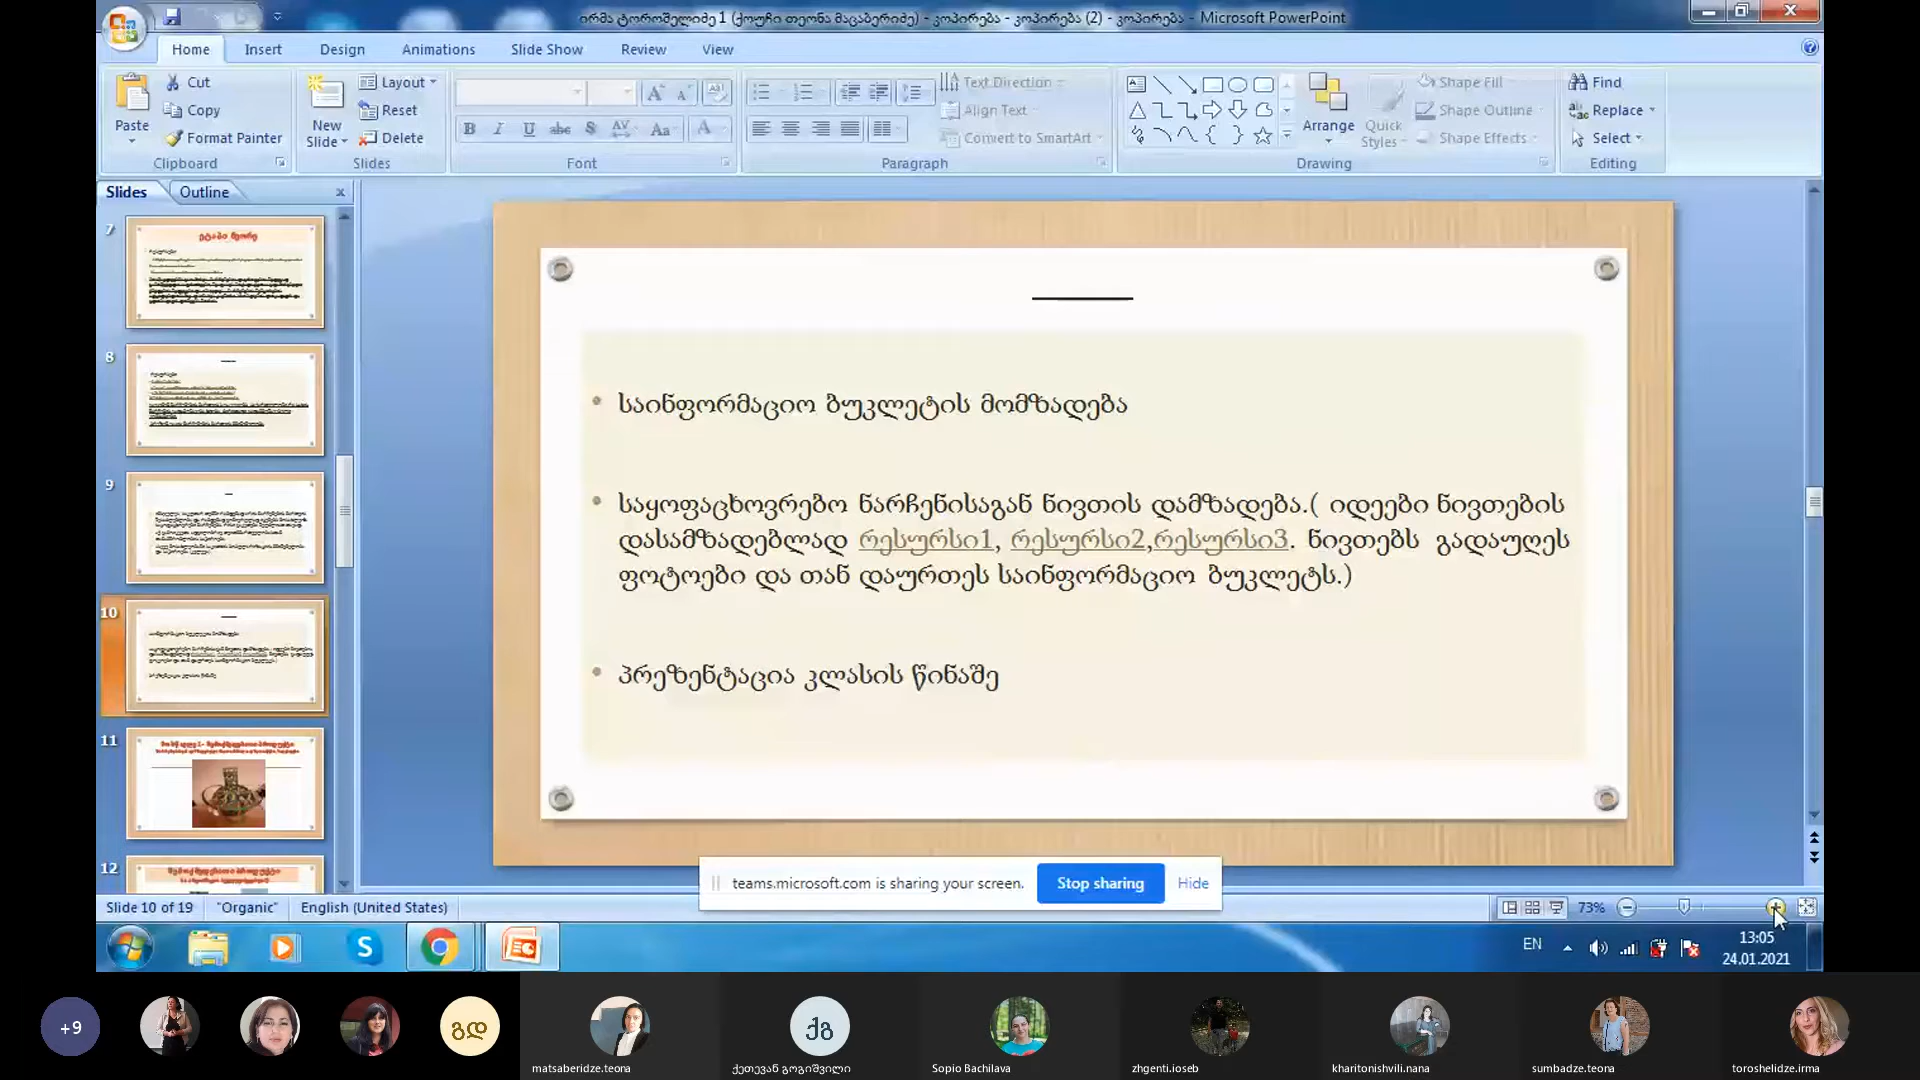 ირმა ტოროშელიძე 1 (ქოუჩი თეონა მაცაბერიძე) - კოპირება - კოპირება (2) - კოპირება - Microsoft PowerPoint
Home Insert Design Animations Slide Show Review View
Paste
Cut
Copy
Format Painter
Clipboard
New Slide
Layout
Reset
Delete
Slides
Font
Text Direction
Align Text
Convert to SmartArt
Paragraph
Arrange
Quick Styles
Shape Fill
Shape Outline
Shape Effects
Drawing
Find
Replace
Select
Editing
Slides Outline
7
ეტაპი მეორე
8
9
10
11
12
საინფორმაციო ბუკლეტის მომზადება
საყოფაცხოვრებო ნარჩენისაგან ნივთის დამზადება.( იდეები ნივთების
დასამზადებლად რესურსი1, რესურსი2,რესურსი3. ნივთებს გადაუღეს
ფოტოები და თან დაურთეს საინფორმაციო ბუკლეტს.)
პრეზენტაცია კლასის წინაშე
teams.microsoft.com is sharing your screen. Stop sharing Hide
Slide 10 of 19 "Organic" English (United States) 73%
EN
13:05
24.01.2021
+9
გდ
ქგ
matsaberidze.teona
ქეთევან გოგიშვილი
Sopio Bachilava
zhgenti.ioseb
kharitonishvili.nana
sumbadze.teona
toroshelidze.irma